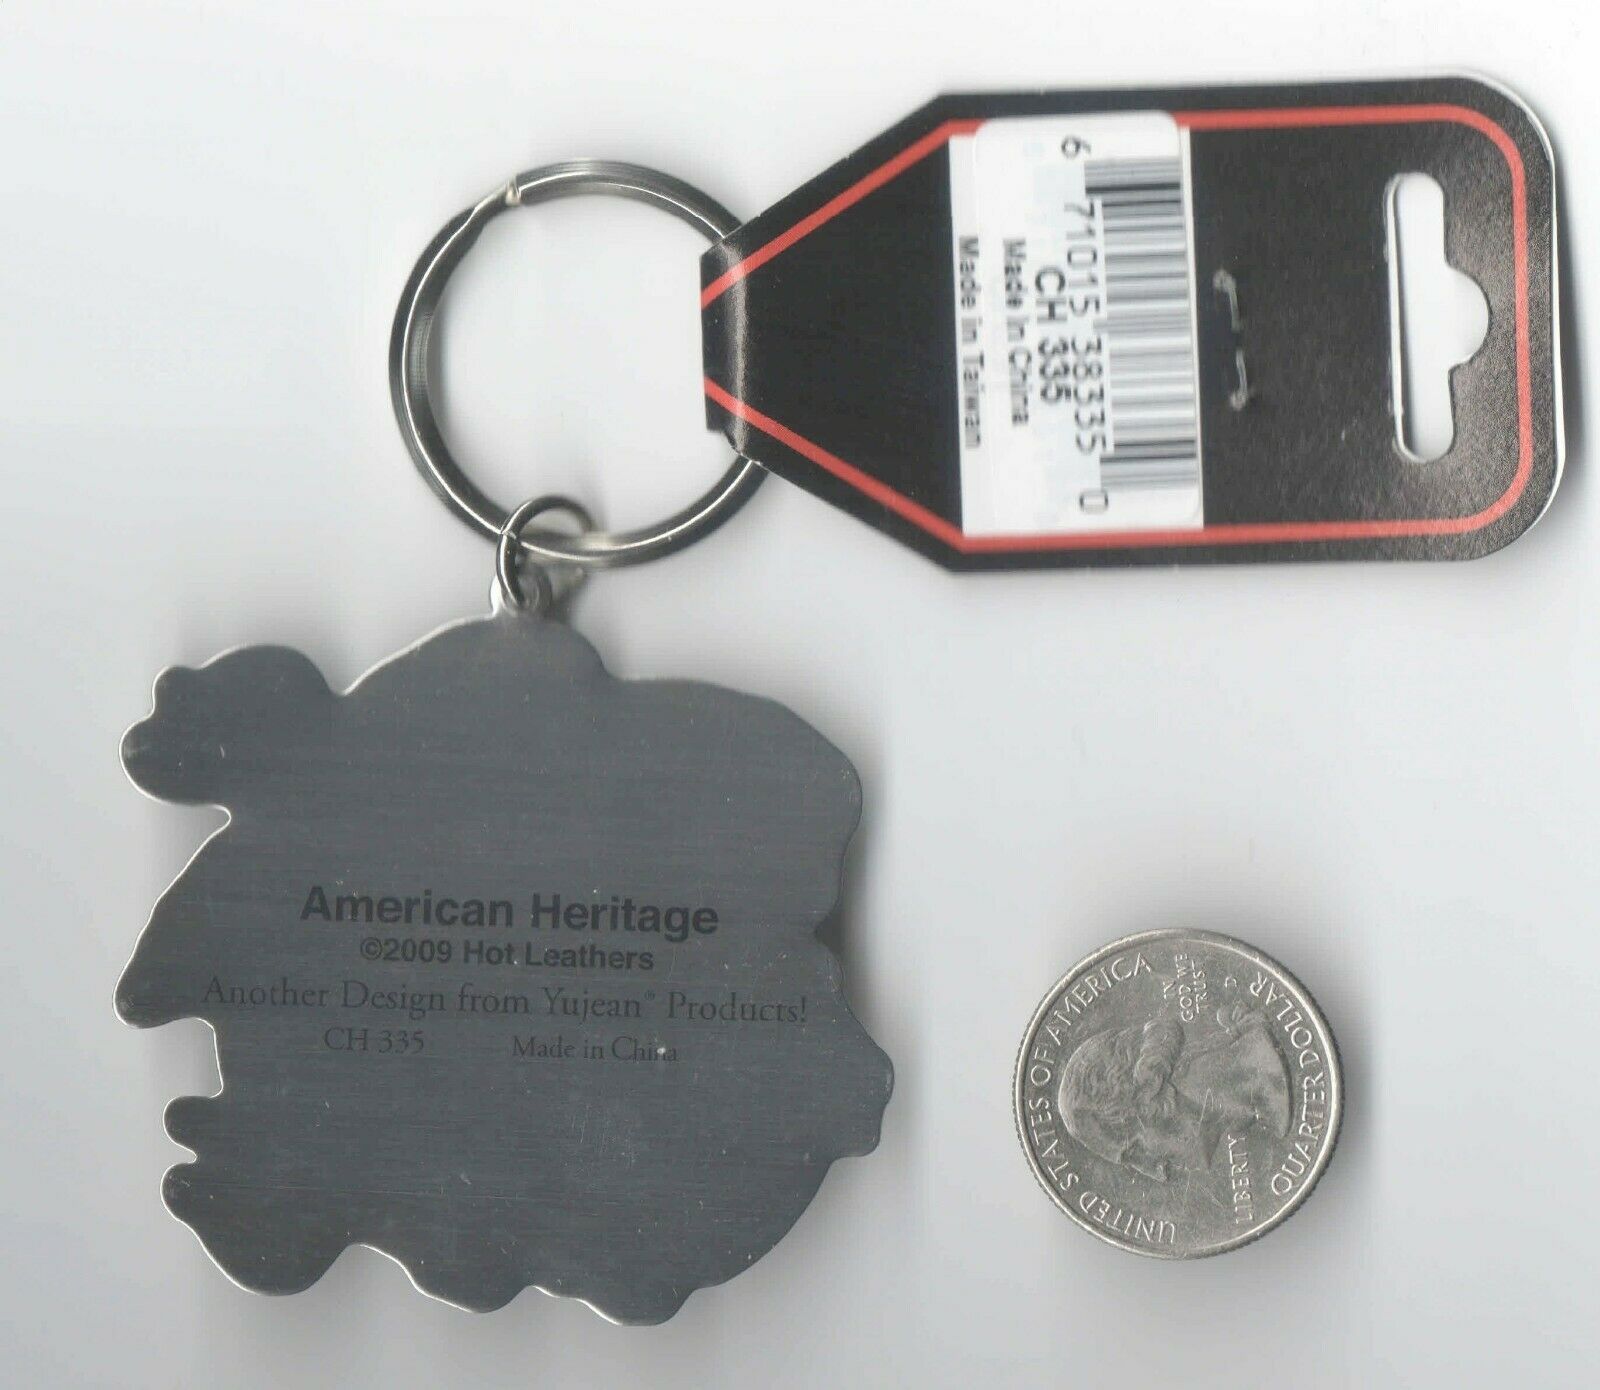 6 71015 38335 0
CH 335
Made in China
Made in Taiwan
American Heritage
©2009 Hot Leathers
Another Design from Yujean® Products!
CH 335 Made in China
UNITED STATES OF AMERICA
IN
GOD WE
TRUST
D
LIBERTY
QUARTER DOLLAR